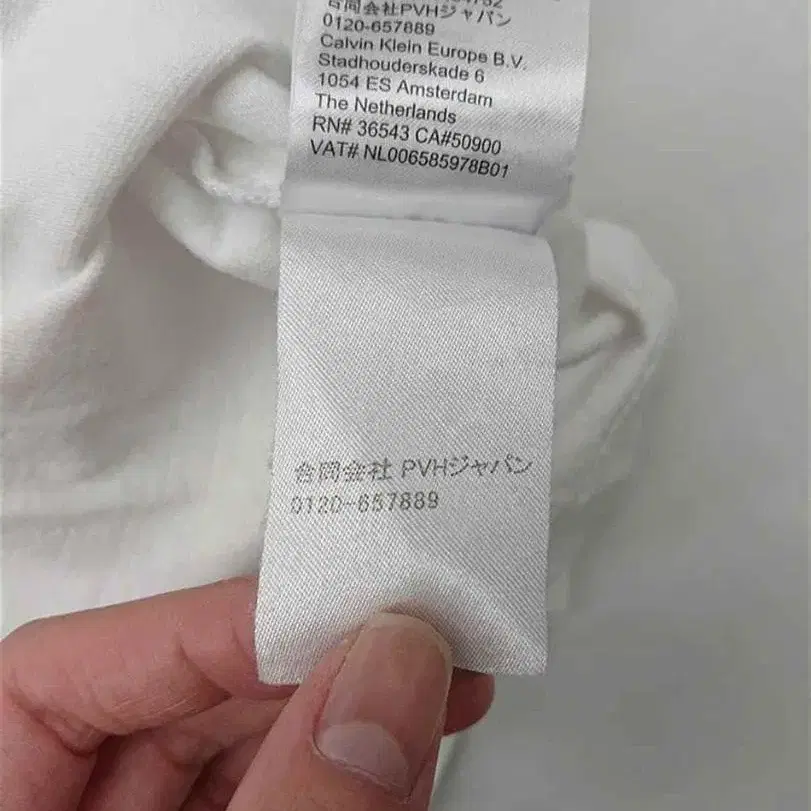 合同会社PVHジャパン
0120-657889
Calvin Klein Europe B.V.
Stadhouderskade 6
1054 ES Amsterdam
The Netherlands
RN# 36543 CA#50900
VAT# NL006585978B01
合同会社 PVHジャパン
0120-657889